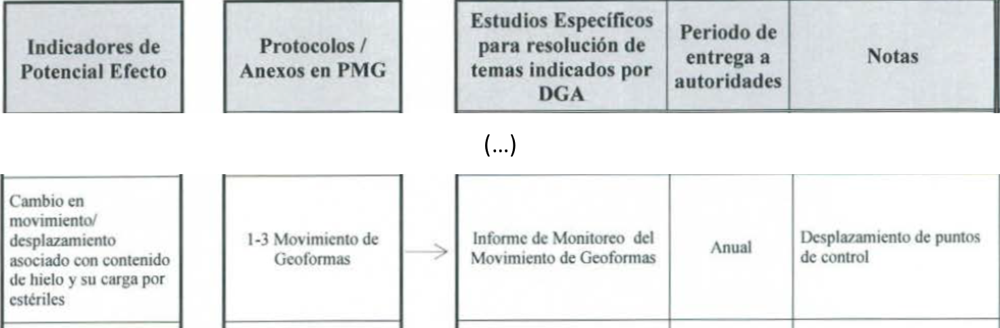 Indicadores de
Potencial Efecto
Protocolos /
Anexos en PMG
Estudios Específicos
para resolución de
temas indicados por
DGA
Periodo de
entrega a
autoridades
Notas
(...)
Cambio en
movimiento/
desplazamiento
asociado con contenido
de hielo y su carga por
estériles
1-3 Movimiento de
Geoformas
Informe de Monitoreo del
Movimiento de Geoformas
Anual
Desplazamiento de puntos
de control